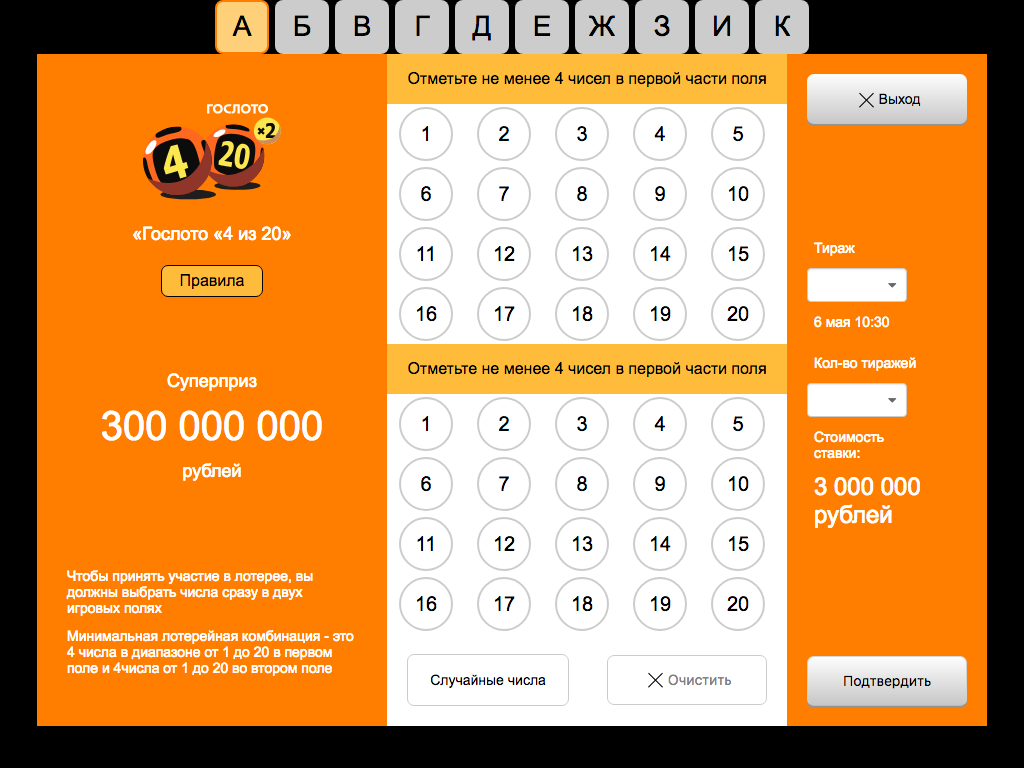 А Б В Г Д Е Ж З И К
ГОСЛОТО
4 20 ×2
«Гослото «4 из 20»
Правила
Суперприз
300 000 000
рублей
Чтобы принять участие в лотерее, вы
должны выбрать числа сразу в двух
игровых полях
Минимальная лотерейная комбинация - это
4 числа в диапазоне от 1 до 20 в первом
поле и 4числа от 1 до 20 во втором поле
Отметьте не менее 4 чисел в первой части поля
1 2 3 4 5
6 7 8 9 10
11 12 13 14 15
16 17 18 19 20
Отметьте не менее 4 чисел в первой части поля
1 2 3 4 5
6 7 8 9 10
11 12 13 14 15
16 17 18 19 20
Случайные числа
Очистить
Выход
Тираж
6 мая 10:30
Кол-во тиражей
Стоимость
ставки:
3 000 000
рублей
Подтвердить